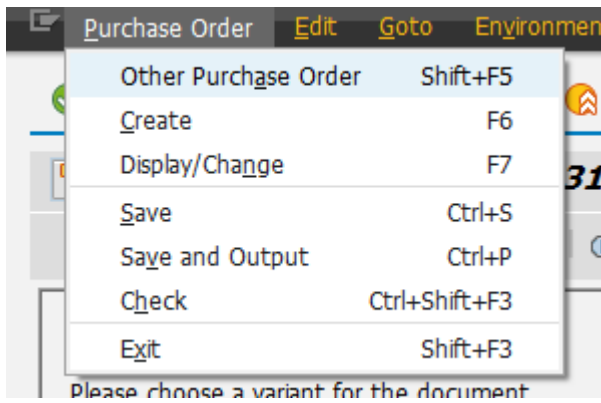 Purchase Order Edit Goto Environmen
Other Purchase Order Shift+F5
Create F6
Display/Change F7
31
Save Ctrl+S
Save and Output Ctrl+P
Check Ctrl+Shift+F3
Exit Shift+F3
Please choose a variant for the document